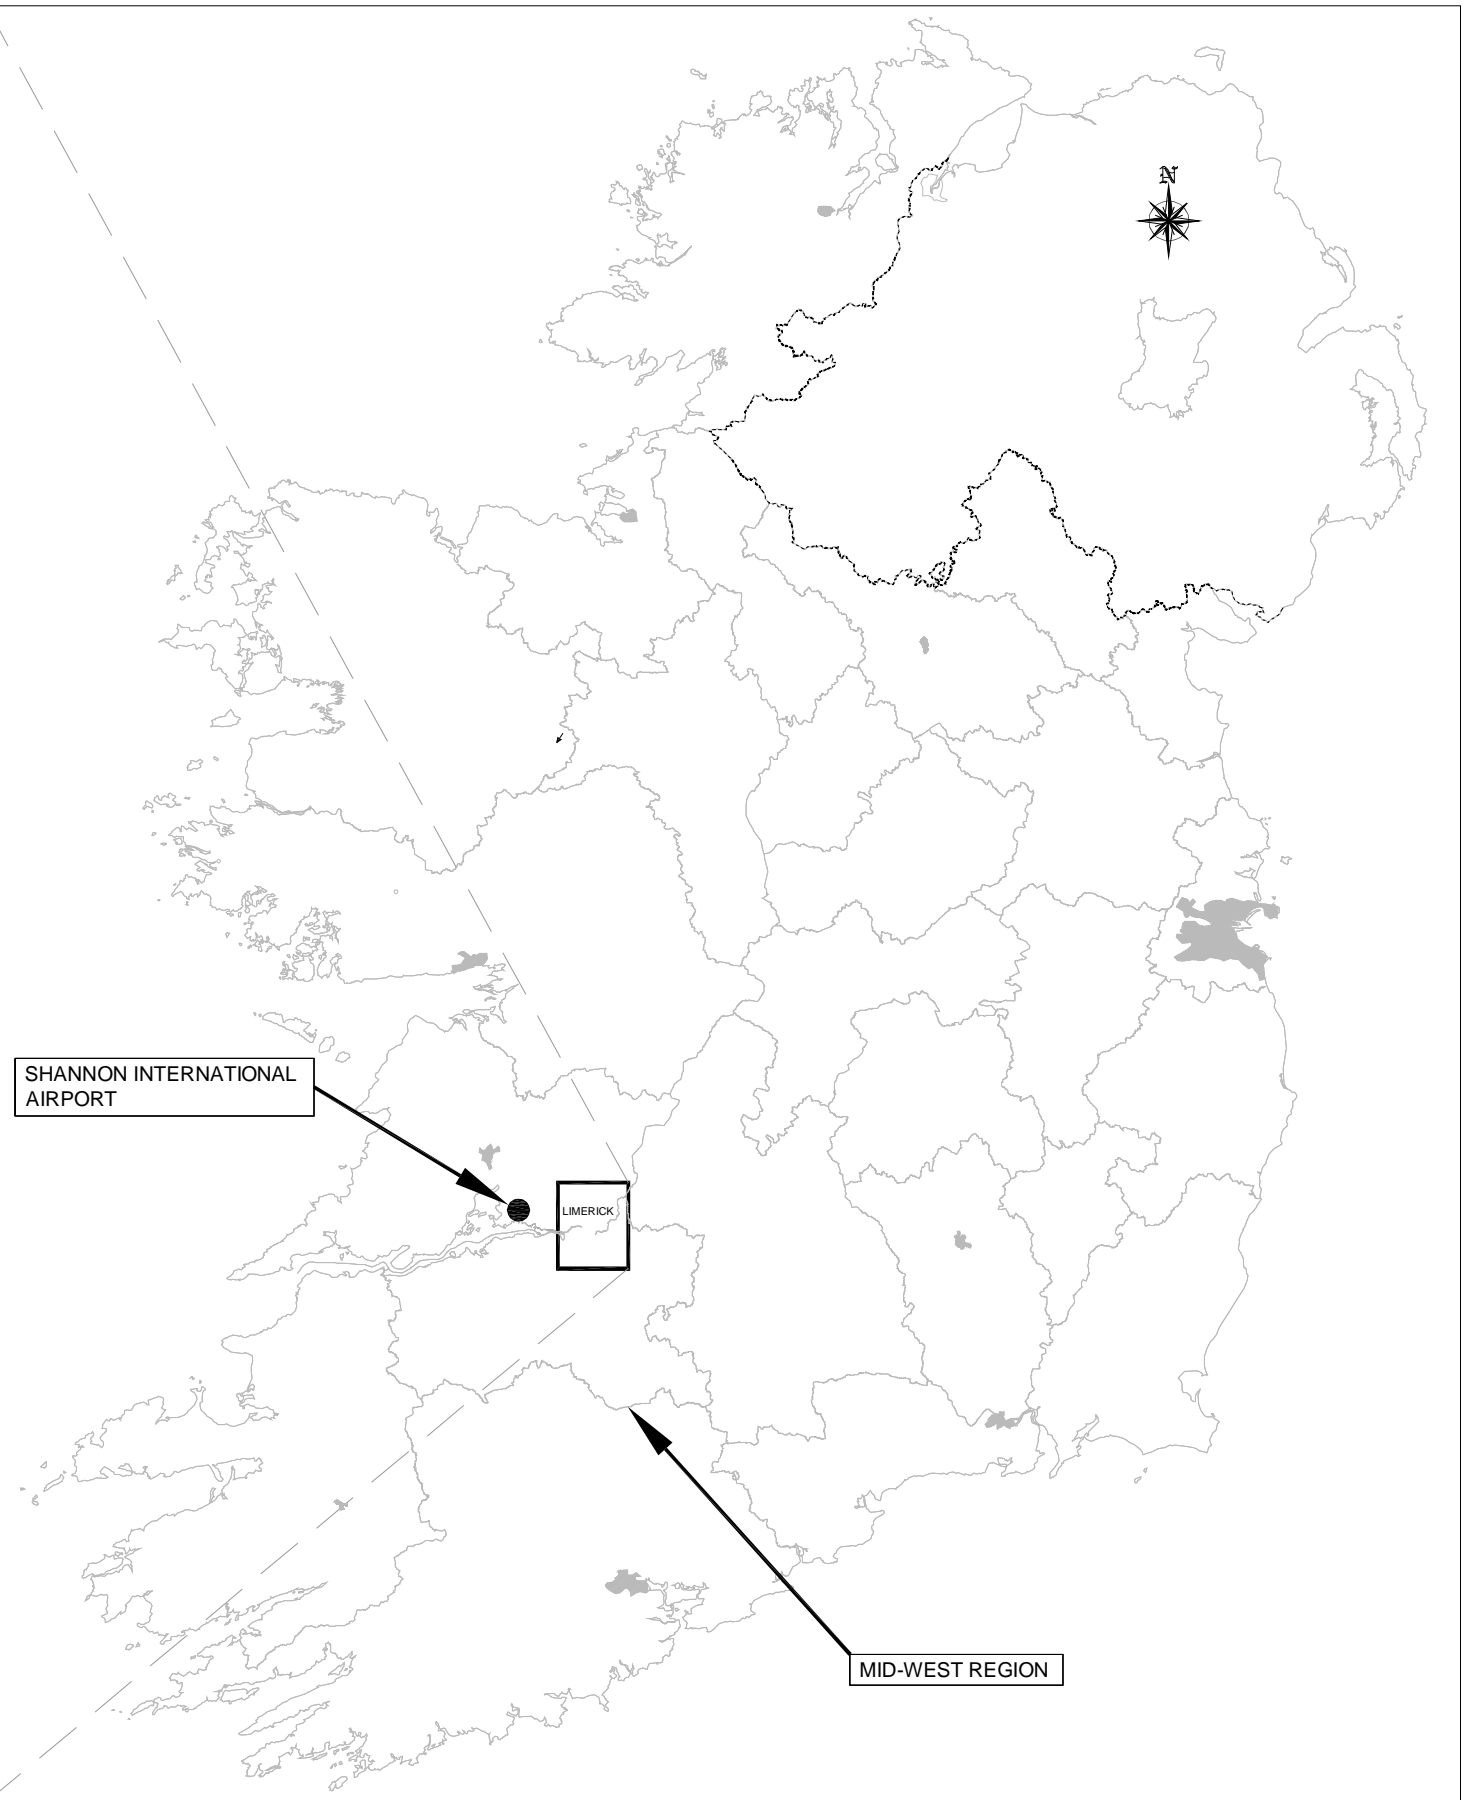 N
SHANNON INTERNATIONAL
AIRPORT
LIMERICK
MID-WEST REGION